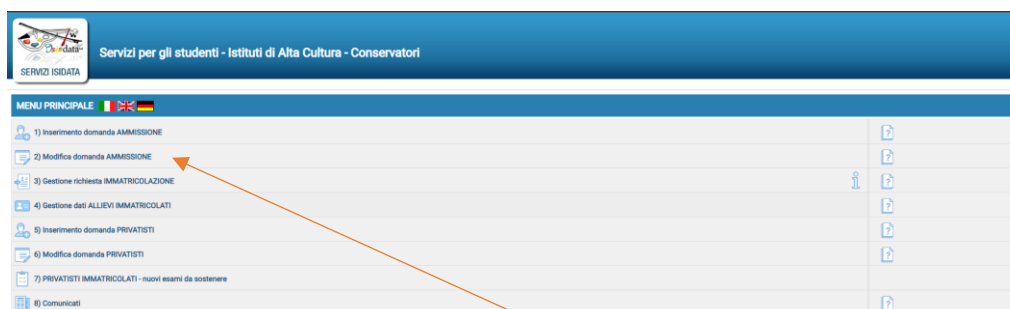 Isidata
SERVIZI ISIDATA
Servizi per gli studenti - Istituti di Alta Cultura - Conservatori
MENU PRINCIPALE
1) Inserimento domanda AMMISSIONE
2) Modifica domanda AMMISSIONE
3) Gestione richiesta IMMATRICOLAZIONE
4) Gestione dati ALLIEVI IMMATRICOLATI
5) Inserimento domanda PRIVATISTI
6) Modifica domanda PRIVATISTI
7) PRIVATISTI IMMATRICOLATI - nuovi esami da sostenere
8) Comunicati